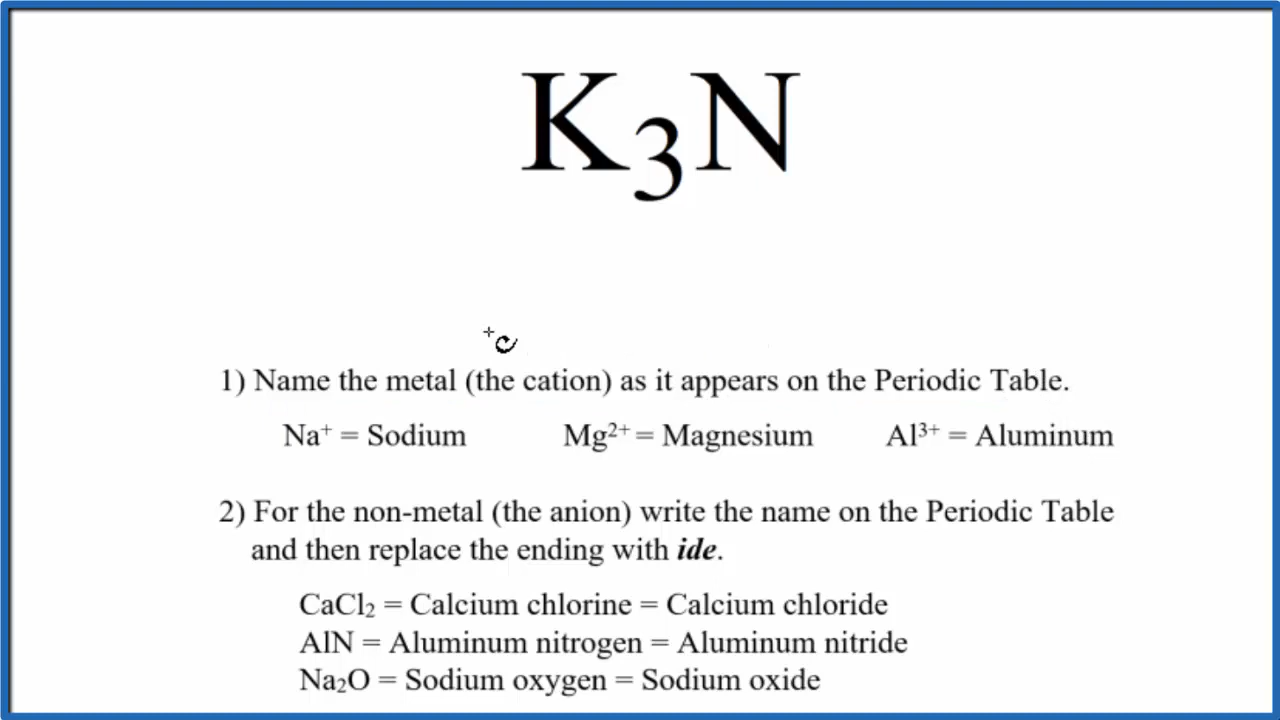 K₃N
1) Name the metal (the cation) as it appears on the Periodic Table.
Na⁺ = Sodium Mg²⁺ = Magnesium Al³⁺ = Aluminum
2) For the non-metal (the anion) write the name on the Periodic Table
and then replace the ending with ide.
CaCl₂ = Calcium chlorine = Calcium chloride
AlN = Aluminum nitrogen = Aluminum nitride
Na₂O = Sodium oxygen = Sodium oxide